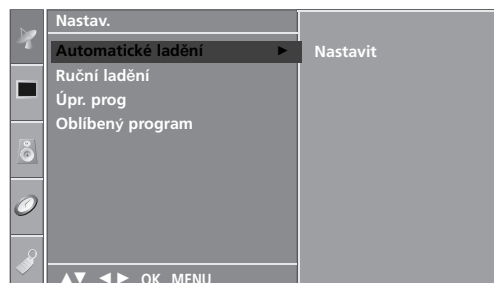 Nastav.
Automatické ladění ► Nastavit
Ruční ladění
Úpr. prog
Oblíbený program
▲▼ ◄► OK MENU